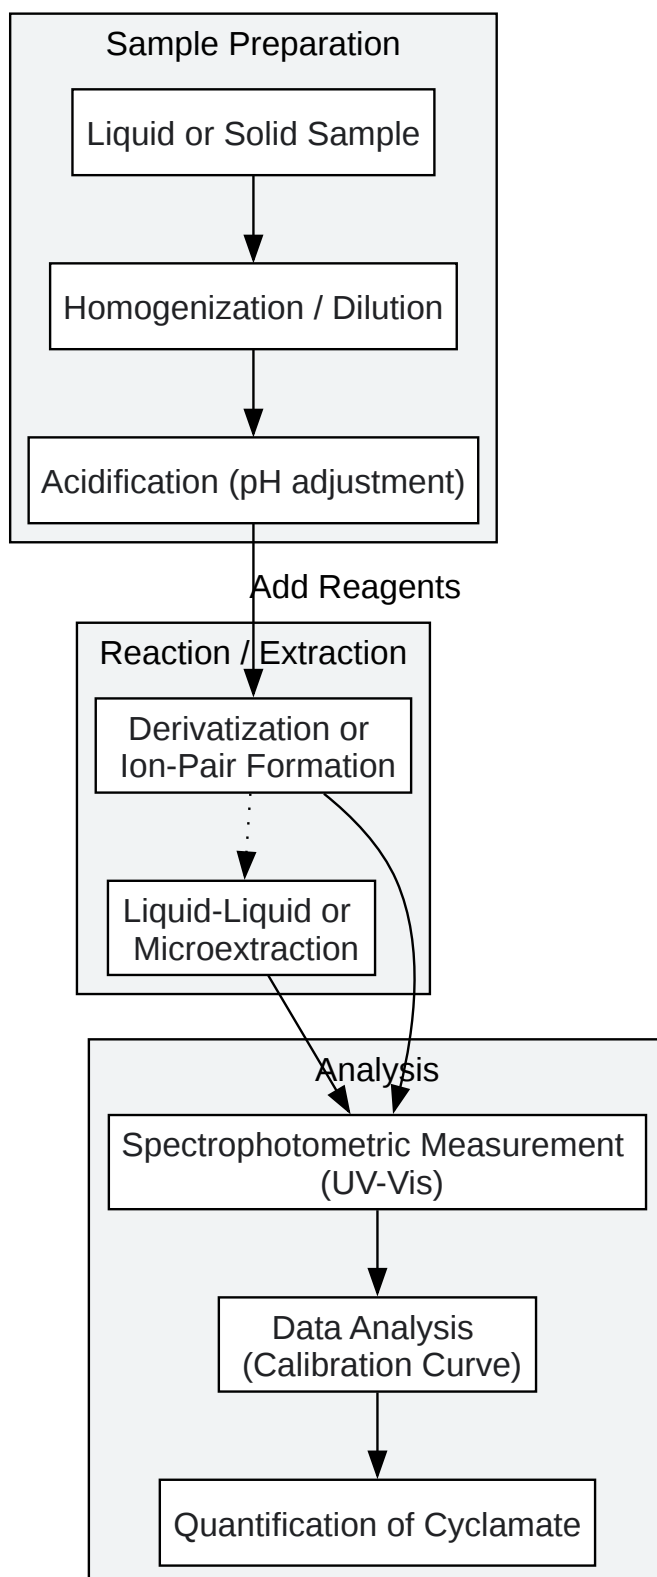 Sample Preparation
Liquid or Solid Sample
Homogenization / Dilution
Acidification (pH adjustment)
Add Reagents
Reaction / Extraction
Derivatization or
Ion-Pair Formation
Liquid-Liquid or
Microextraction
Analysis
Spectrophotometric Measurement
(UV-Vis)
Data Analysis
(Calibration Curve)
Quantification of Cyclamate